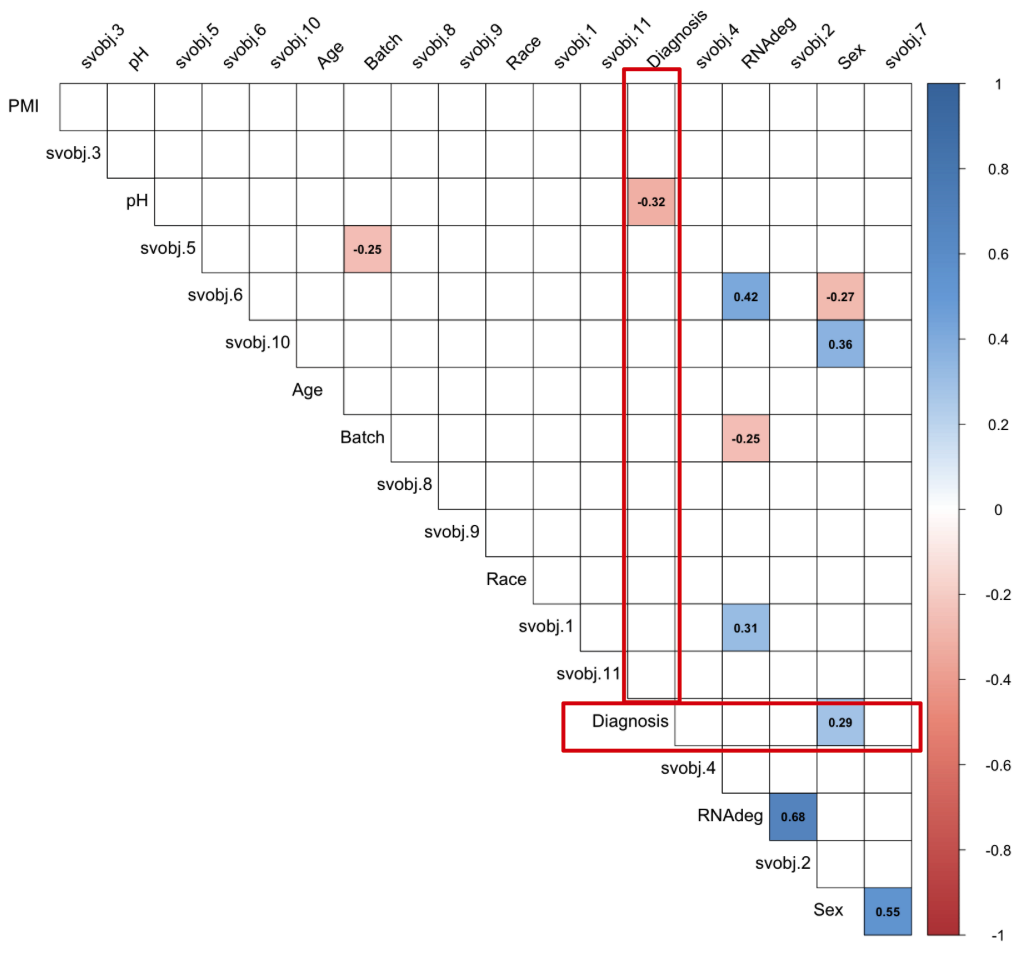 svobj.3 pH svobj.5 svobj.6 svobj.10 Age Batch svobj.8 svobj.9 Race svobj.1 svobj.11 Diagnosis svobj.4 RNAdeg svobj.2 Sex svobj.7
1
PMI
svobj.3
0.8
pH -0.32
svobj.5 -0.25
0.6
svobj.6 0.42 -0.27
svobj.10 0.36
0.4
Age
0.2
Batch -0.25
svobj.8
0
svobj.9
Race
-0.2
svobj.1 0.31
svobj.11
-0.4
Diagnosis 0.29
svobj.4
-0.6
RNAdeg 0.68
-0.8
svobj.2
Sex 0.55
-1